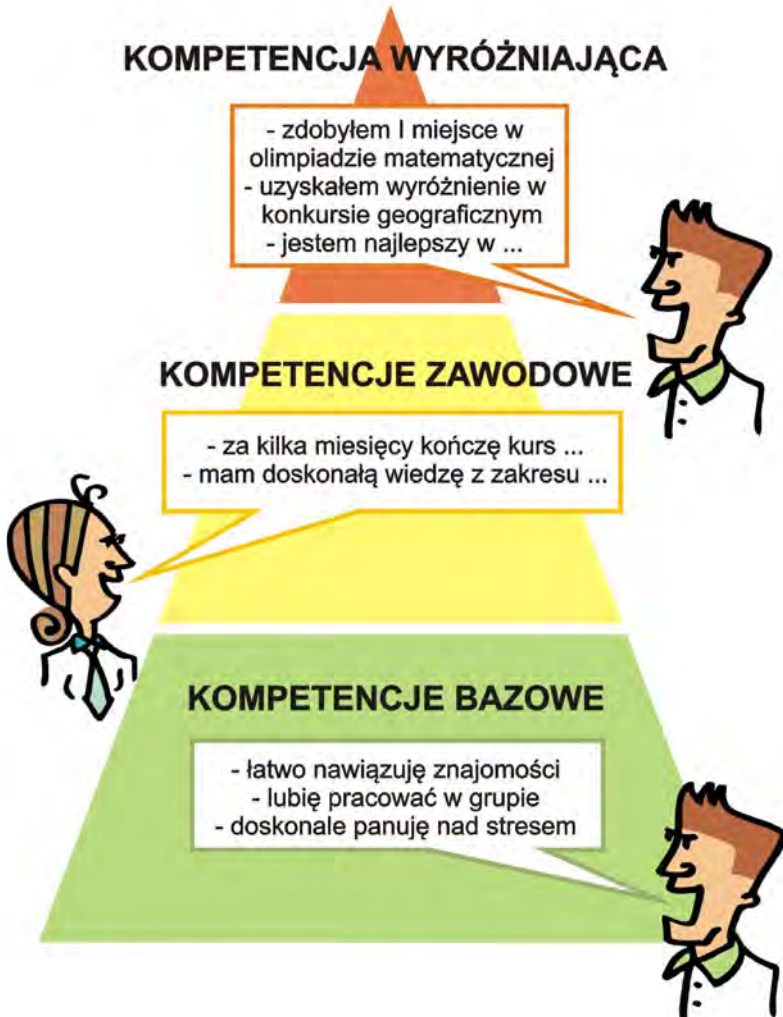 KOMPETENCJA WYRÓŻNIAJĄCA
- zdobyłem I miejsce w
olimpiadzie matematycznej
- uzyskałem wyróżnienie w
konkursie geograficznym
- jestem najlepszy w ...
KOMPETENCJE ZAWODOWE
- za kilka miesięcy kończę kurs ...
- mam doskonałą wiedzę z zakresu ...
KOMPETENCJE BAZOWE
- łatwo nawiązuję znajomości
- lubię pracować w grupie
- doskonale panuję nad stresem